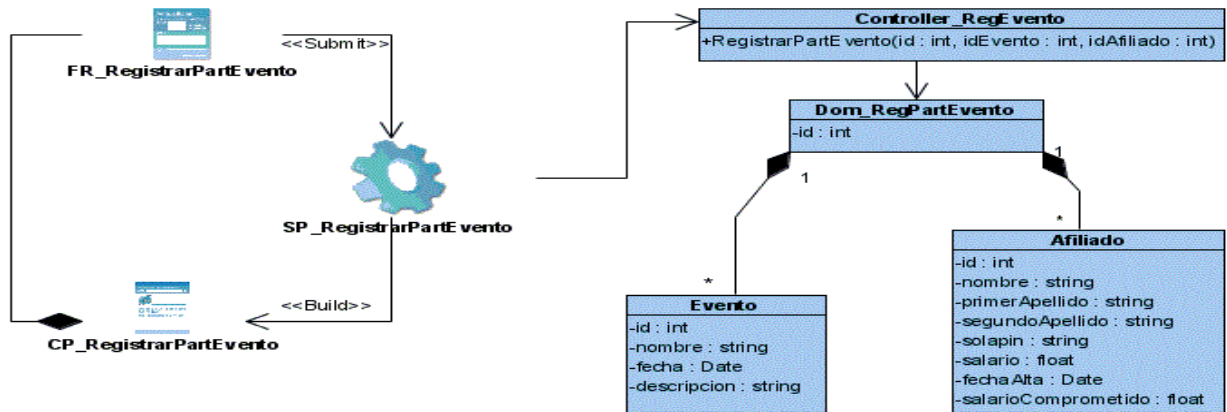 FR_RegistrarPartEvento
<<Submit>>
SP_RegistrarPartEvento
<<Build>>
CP_RegistrarPartEvento
Controller_RegEvento
+RegistrarPartEvento(id : int, idEvento : int, idAfiliado : int)
Dom_RegPartEvento
-id : int
1
1
*
*
Evento
-id : int
-nombre : string
-fecha : Date
-descripcion : string
Afiliado
-id : int
-nombre : string
-primerApellido : string
-segundoApellido : string
-solapin : string
-salario : float
-fechaAlta : Date
-salarioComprometido : float